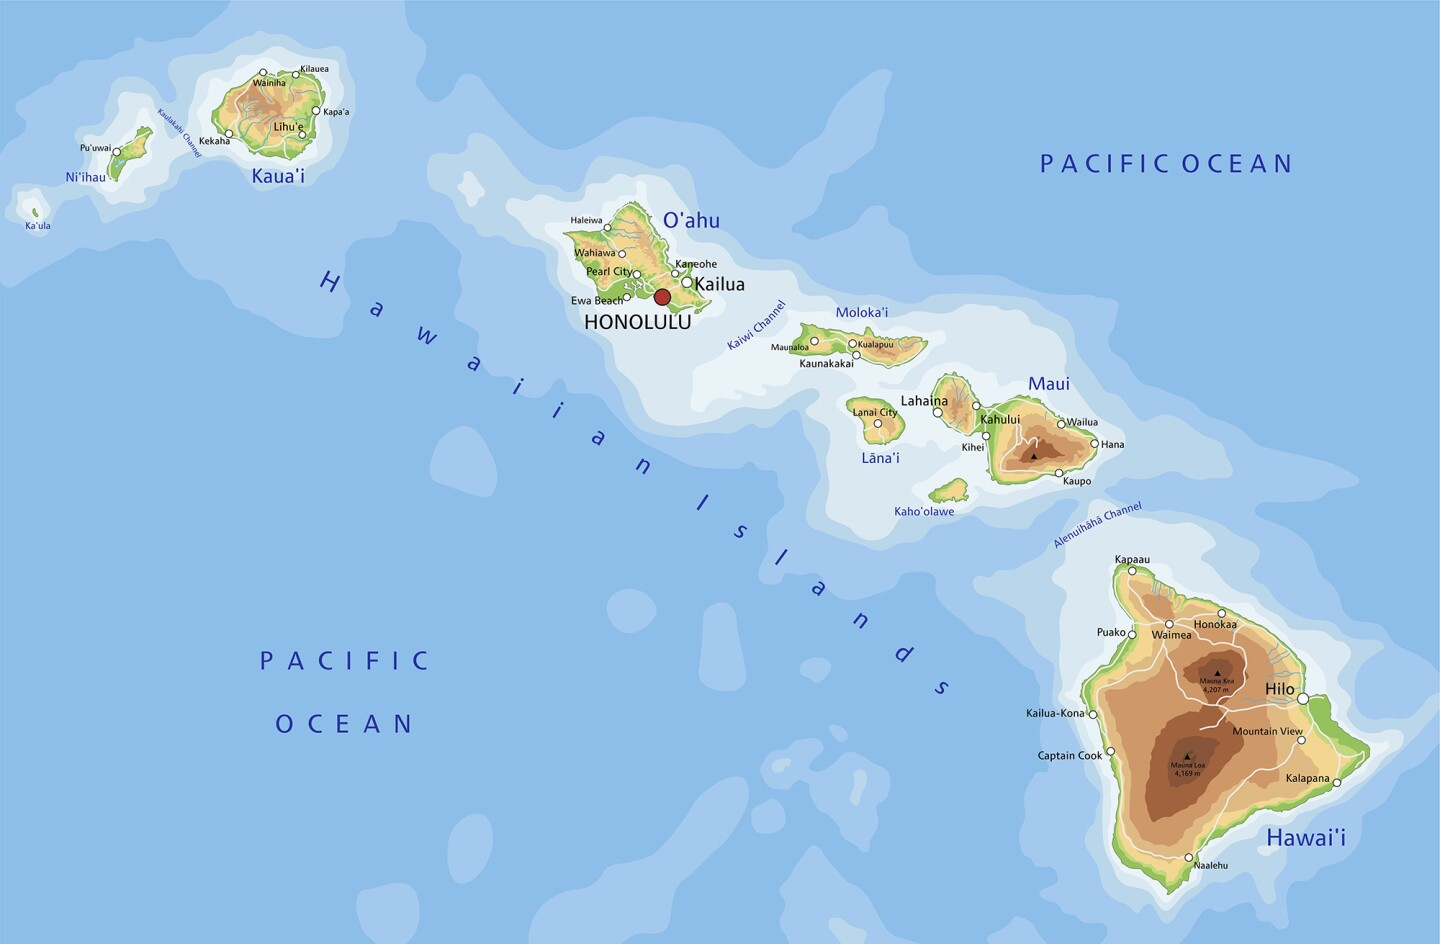 Kilauea
Wainiha
Kapa'a
Lihu'e
Kekaha
Kaulakahi Channel
Pu'uwai
Kaua'i
Ni'ihau
Ka'ula
PACIFIC OCEAN
O'ahu
Haleiwa
Wahiawa
Kaneohe
Pearl City
Kailua
Ewa Beach
HONOLULU
Kaiwi Channel
Moloka'i
Maunaloa
Kualapuu
Kaunakakai
Maui
Lahaina
Lanai City
Kahului
Wailua
Kihei
Hana
Lāna'i
Kaupo
Kaho'olawe
Alenuihähä Channel
Hawaiian Islands
Kapaau
Honokaa
Puako
Waimea
PACIFIC
OCEAN
Mauna Kea
4,207 m
Hilo
Kailua-Kona
Mountain View
Captain Cook
Mauna Loa
4,169 m
Kalapana
Hawai'i
Naalehu